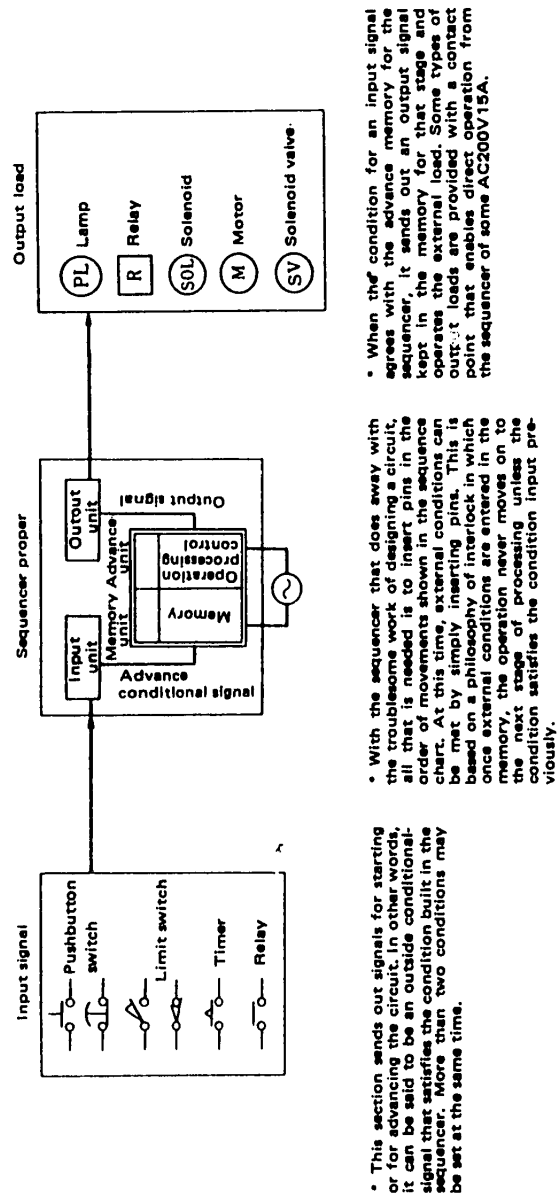 Input signal
Pushbutton
switch
Limit switch
Timer
Relay
Sequencer proper
Input
unit
Outout
unit
Memory Advance
unit unit
Memory
Operation
processing
control
Output signal
Advance
conditional signal
Output load
PL Lamp
R Relay
SOL Solenoid
M Motor
SV Solenoid valve
• This section sends out signals for starting
or for advancing the circuit. In other words,
it can be said to be an outside conditional-
signal that satisfies the condition built in the
sequencer. More than two conditions may
be set at the same time.
• With the sequencer that does away with
the troublesome work of designing a circuit,
all that is needed is to insert pins in the
order of movements shown in the sequence
chart. At this time, external conditions can
be met by simply inserting pins. This is
based on a philosophy of interlock in which
once external conditions are entered in the
memory, the operation never moves on to
the next stage of processing unless the
condition satisfies the condition input pre-
viously.
• When the condition for an input signal
agrees with the advance memory for the
sequencer, it sends out an output signal
kept in the memory for that stage and
operates the external load. Some types of
output loads are provided with a contact
point that enables direct operation from
the sequencer of some AC200V15A.